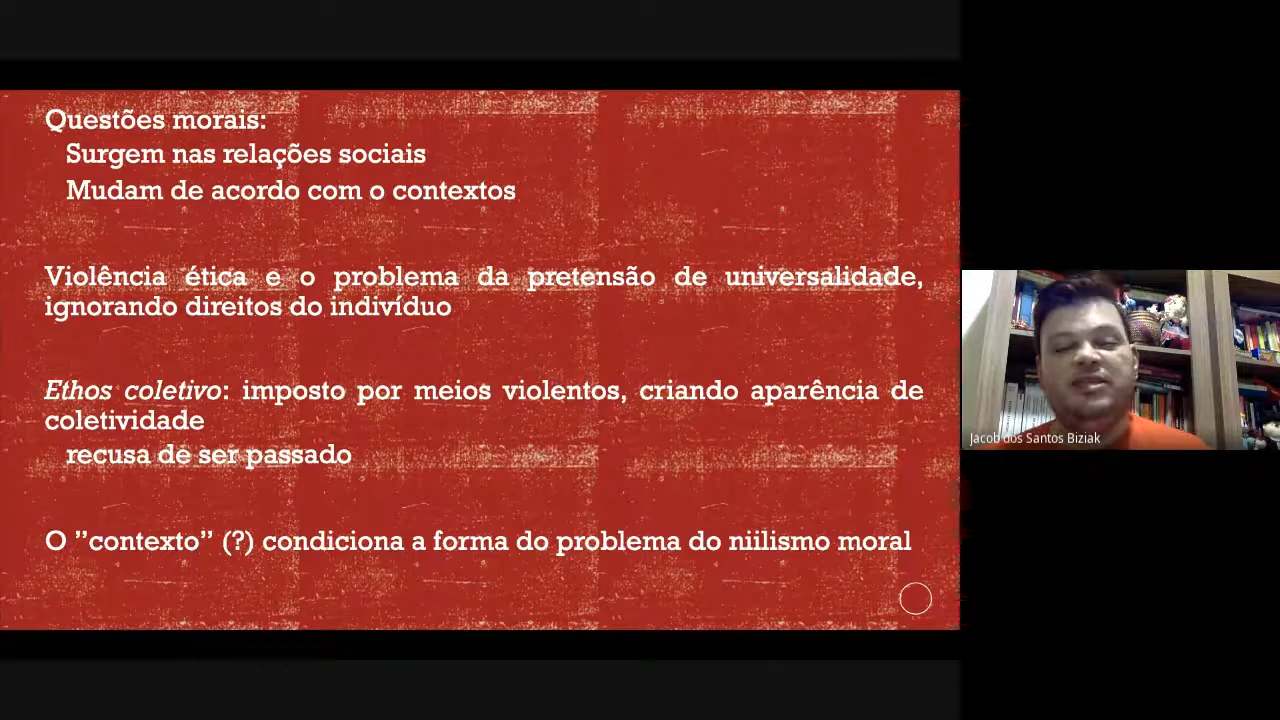 Questões morais:
Surgem nas relações sociais
Mudam de acordo com o contextos
Violência ética e o problema da pretensão de universalidade,
ignorando direitos do indivíduo
Ethos coletivo: imposto por meios violentos, criando aparência de
coletividade
recusa de ser passado
O ”contexto” (?) condiciona a forma do problema do niilismo moral
Jacob dos Santos Biziak